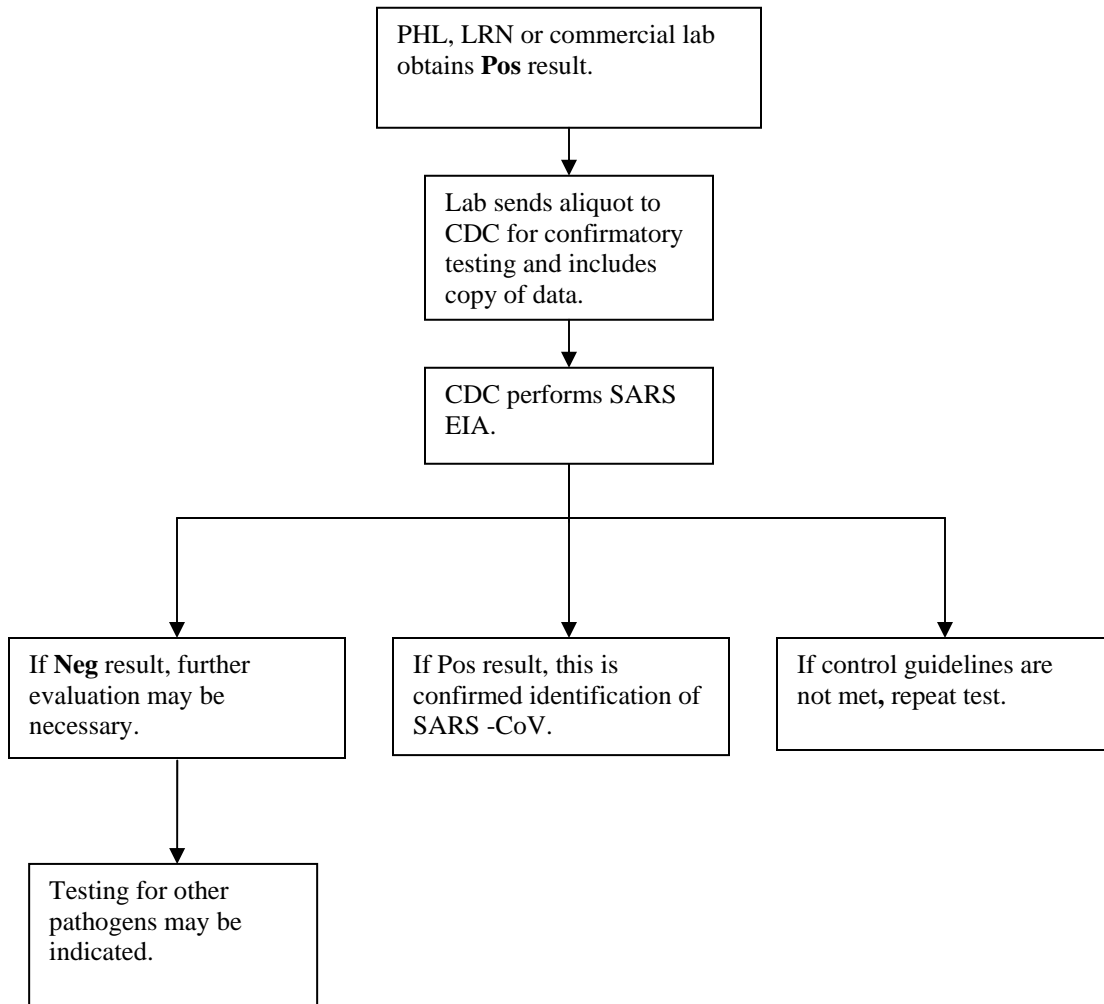 PHL, LRN or commercial lab
obtains Pos result.
Lab sends aliquot to
CDC for confirmatory
testing and includes
copy of data.
CDC performs SARS
EIA.
If Neg result, further
evaluation may be
necessary.
If Pos result, this is
confirmed identification of
SARS -CoV.
If control guidelines are
not met, repeat test.
Testing for other
pathogens may be
indicated.